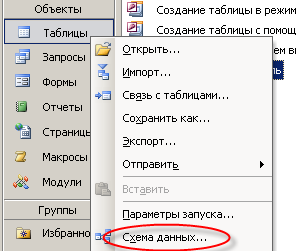 Объекты
Таблицы
Запросы
Формы
Отчеты
Страницы
Макросы
Модули
Группы
Избранно
Создание таблицы в режим
Создание таблицы с помощ
Открыть...
Импорт...
Связь с таблицами...
Сохранить как...
Экспорт...
Отправить
Вставить
Параметры запуска...
Схема данных...